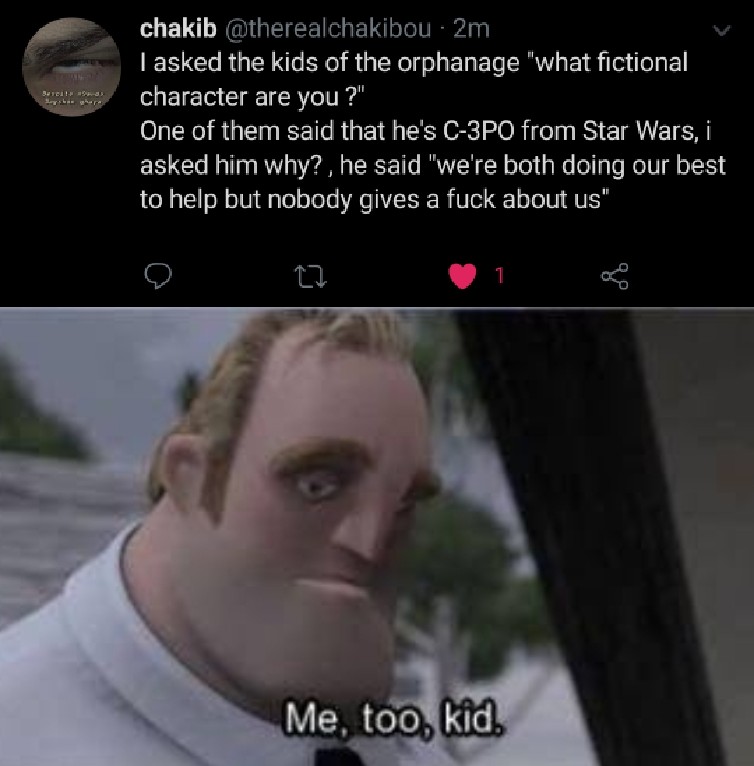 chakib @therealchakibou · 2m
I asked the kids of the orphanage "what fictional
character are you ?"
One of them said that he's C-3PO from Star Wars, i
asked him why? , he said "we're both doing our best
to help but nobody gives a fuck about us"
1
Me, too, kid.